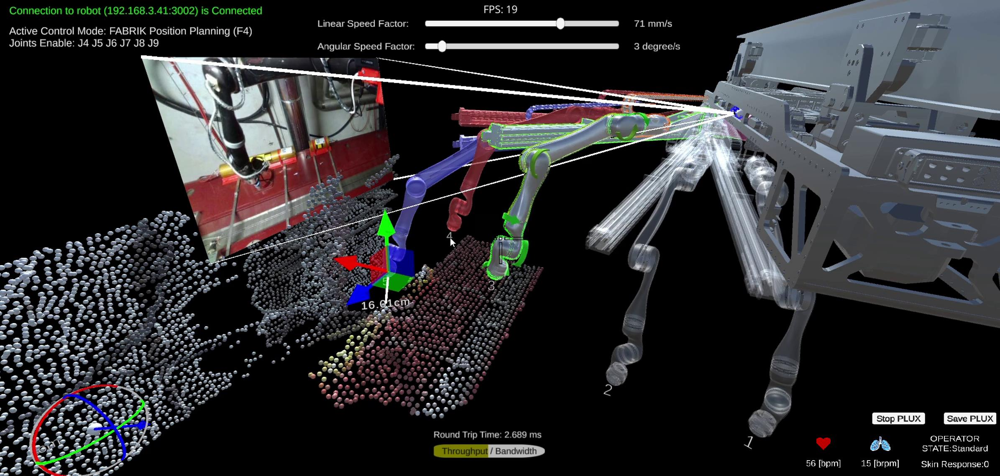 Connection to robot (192.168.3.41:3002) is Connected
FPS: 19
Linear Speed Factor:
71 mm/s
Active Control Mode: FABRIK Position Planning (F4)
Joints Enable: J4 J5 J6 J7 J8 J9
Angular Speed Factor:
3 degree/s
4
3
5
16.01cm
2
1
cm
Stop PLUX
Save PLUX
Round Trip Time: 2.689 ms
Throughput / Bandwidth
OPERATOR
STATE:Standard
56 [bpm]
15 [brpm]
Skin Response:0